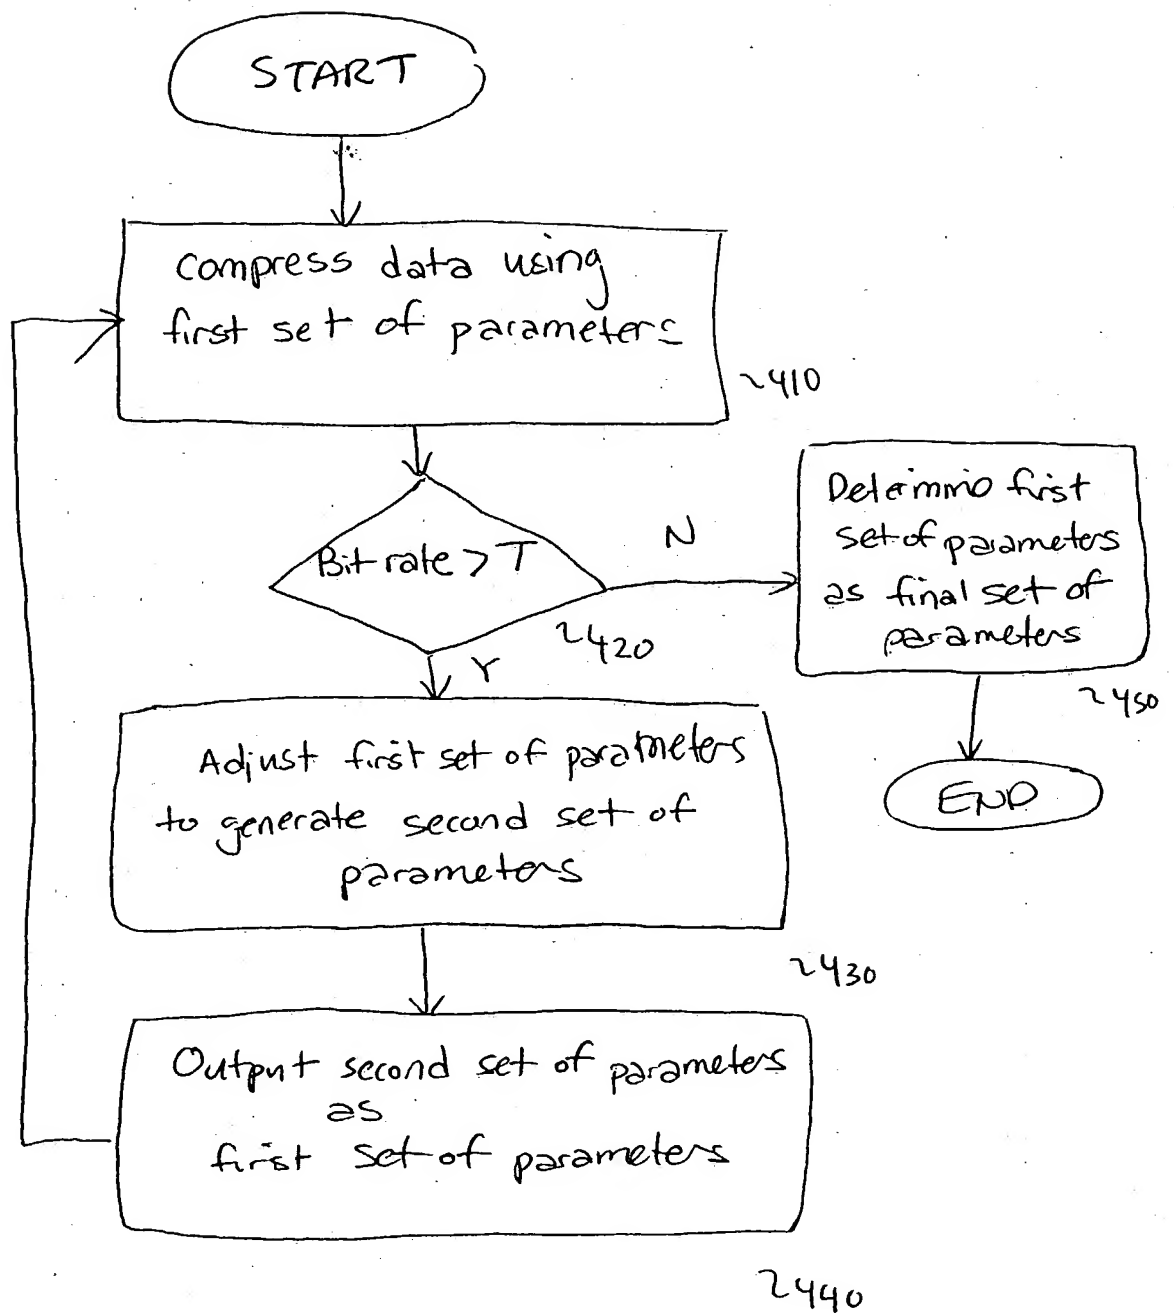 START
Compress data using
first set of parameters
2410
Bit rate > T
N
Y
2420
Determine first
set of parameters
as final set of
parameters
2450
END
Adjust first set of parameters
to generate second set of
parameters
2430
Output second set of parameters
as
first set of parameters
2440